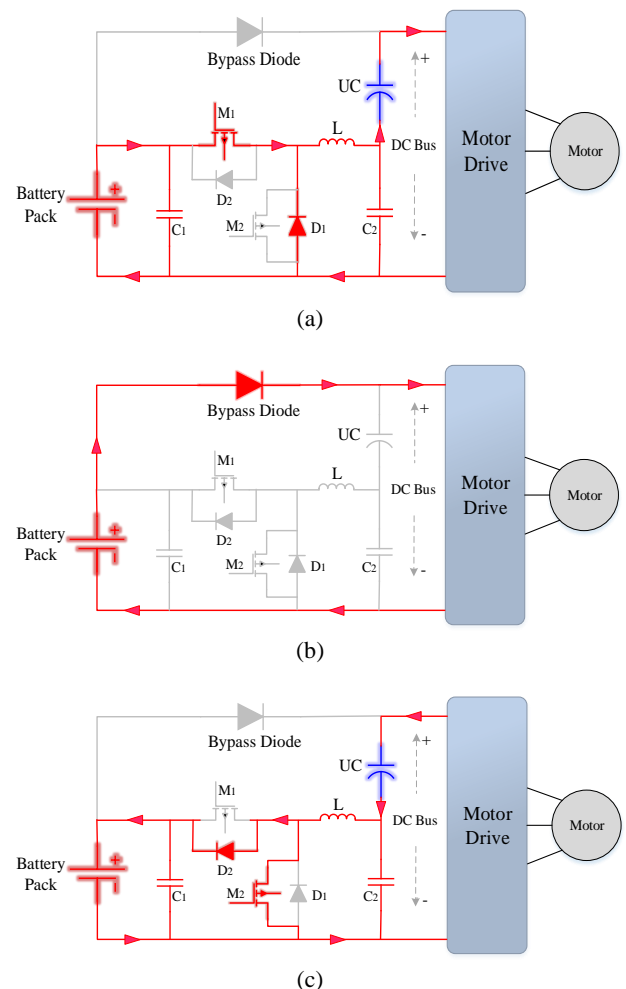 Bypass Diode
UC
+
M1
L
DC Bus
Motor
Drive
Motor
Battery
Pack
+
D2
C1
M2
D1
C2
-
(a)
Bypass Diode
+
UC
M1
L
DC Bus
Motor
Drive
Motor
Battery
Pack
+
D2
C1
M2
D1
C2
-
(b)
Bypass Diode
+
UC
M1
L
DC Bus
Motor
Drive
Motor
Battery
Pack
+
D2
C1
M2
D1
C2
-
(c)